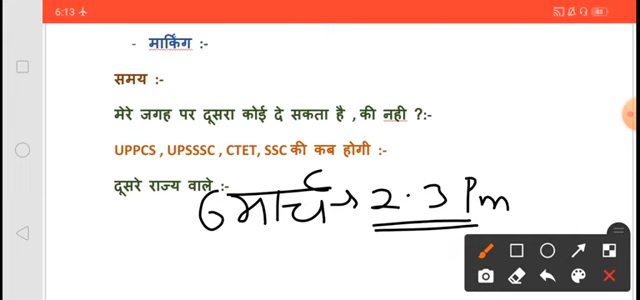 6:13
- मार्किंग :-
समय :-
मेरे जगह पर दूसरा कोई दे सकता है , की नही ?:-
UPPCS , UPSSSC , CTET, SSC की कब होगी :-
दूसरे राज्य वाले :-
6 मार्च → 2.3 Pm